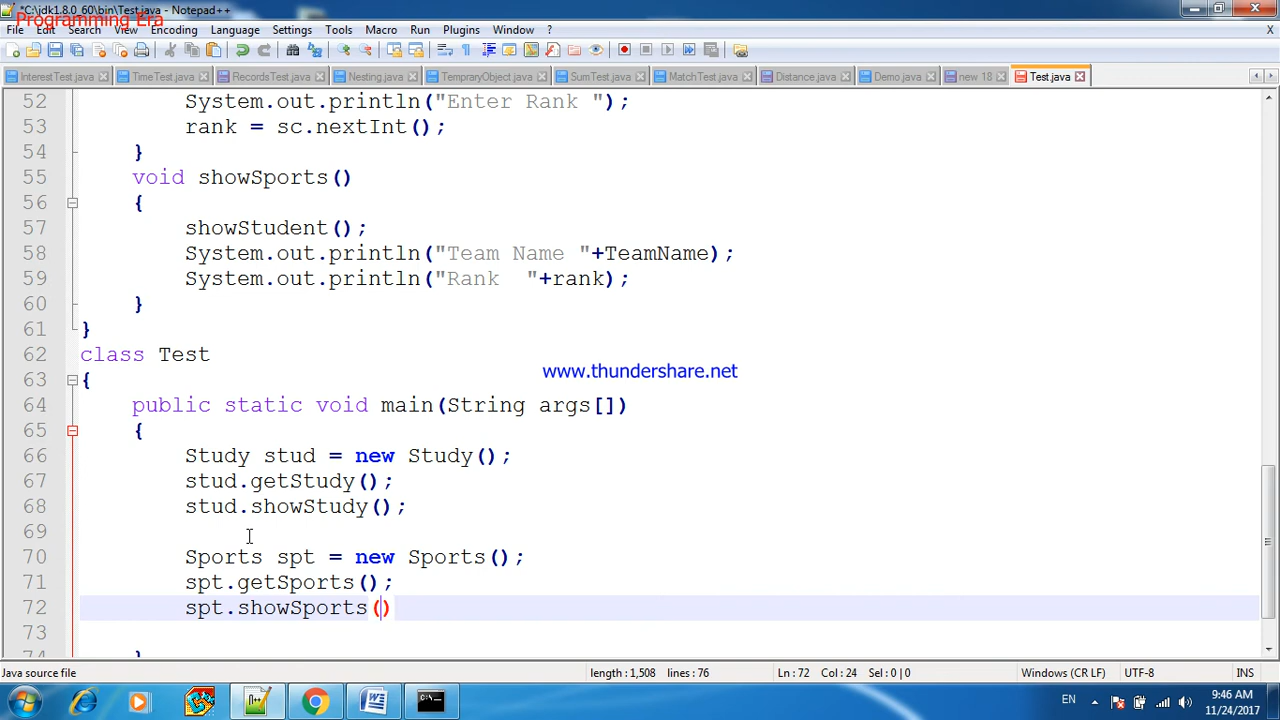 *C:\jdk1.8.0_60\bin\Test.java - Notepad++
Programming Era
File Edit Search View Encoding Language Settings Tools Macro Run Plugins Window ? X
InterestTest.java TimeTest.java RecordsTest.java Nesting.java TempraryObject.java SumTest.java MatchTest.java Distance.java Demo.java new 18 Test.java
52 System.out.println("Enter Rank ");
53 rank = sc.nextInt();
54 }
55 void showSports()
56 {
57 showStudent();
58 System.out.println("Team Name "+TeamName);
59 System.out.println("Rank  "+rank);
60 }
61 }
62 class Test
www.thundershare.net
63 {
64 public static void main(String args[])
65 {
66 Study stud = new Study();
67 stud.getStudy();
68 stud.showStudy();
69
70 Sports spt = new Sports();
71 spt.getSports();
72 spt.showSports()
73
74 }
Java source file length : 1,508 lines : 76 Ln : 72 Col : 24 Sel : 0 | 0 Windows (CR LF) UTF-8 INS
EN 9:46 AM
11/24/2017